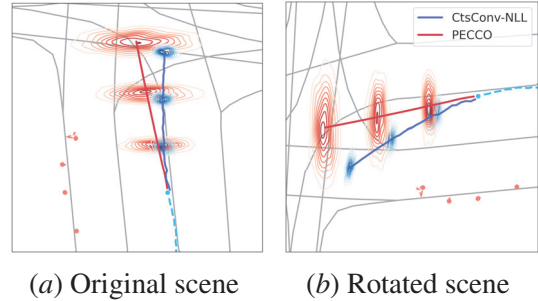 CtsConv-NLL
PECCO
(a) Original scene
(b) Rotated scene